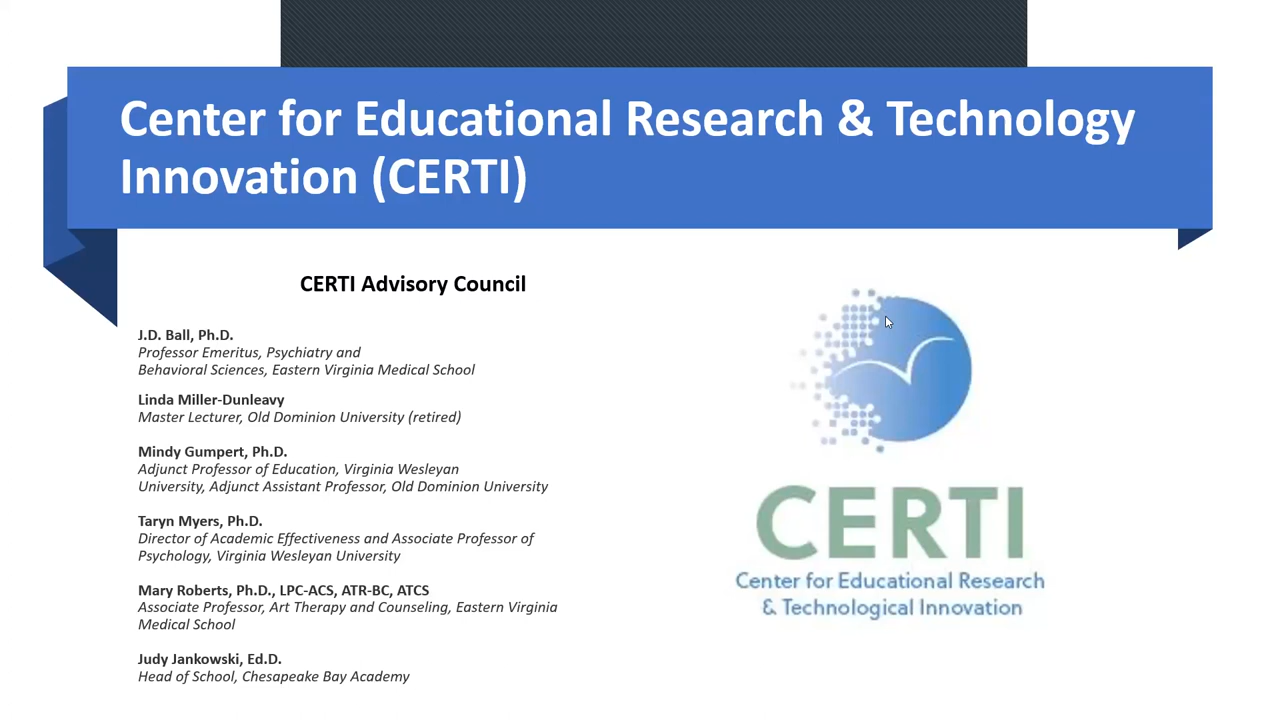 Center for Educational Research & Technology
Innovation (CERTI)
CERTI Advisory Council
J.D. Ball, Ph.D.
Professor Emeritus, Psychiatry and
Behavioral Sciences, Eastern Virginia Medical School
Linda Miller-Dunleavy
Master Lecturer, Old Dominion University (retired)
Mindy Gumpert, Ph.D.
Adjunct Professor of Education, Virginia Wesleyan
University, Adjunct Assistant Professor, Old Dominion University
Taryn Myers, Ph.D.
Director of Academic Effectiveness and Associate Professor of
Psychology, Virginia Wesleyan University
Mary Roberts, Ph.D., LPC-ACS, ATR-BC, ATCS
Associate Professor, Art Therapy and Counseling, Eastern Virginia
Medical School
Judy Jankowski, Ed.D.
Head of School, Chesapeake Bay Academy
CERTI
Center for Educational Research
& Technological Innovation